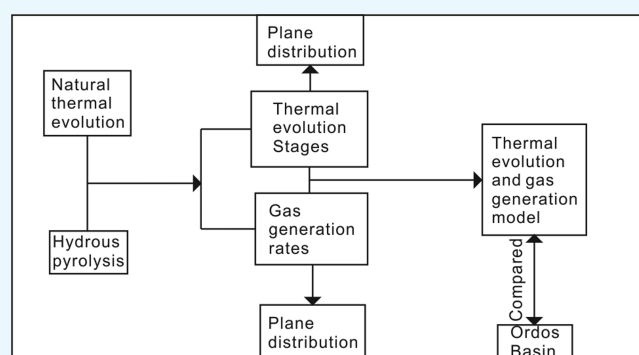 Plane
distribution
Natural
thermal
evolution
Thermal
evolution
Stages
Thermal
evolution
and gas
generation
model
Gas
generation
rates
Hydrous
pyrolysis
Compared
Plane
distribution
Ordos
Basin